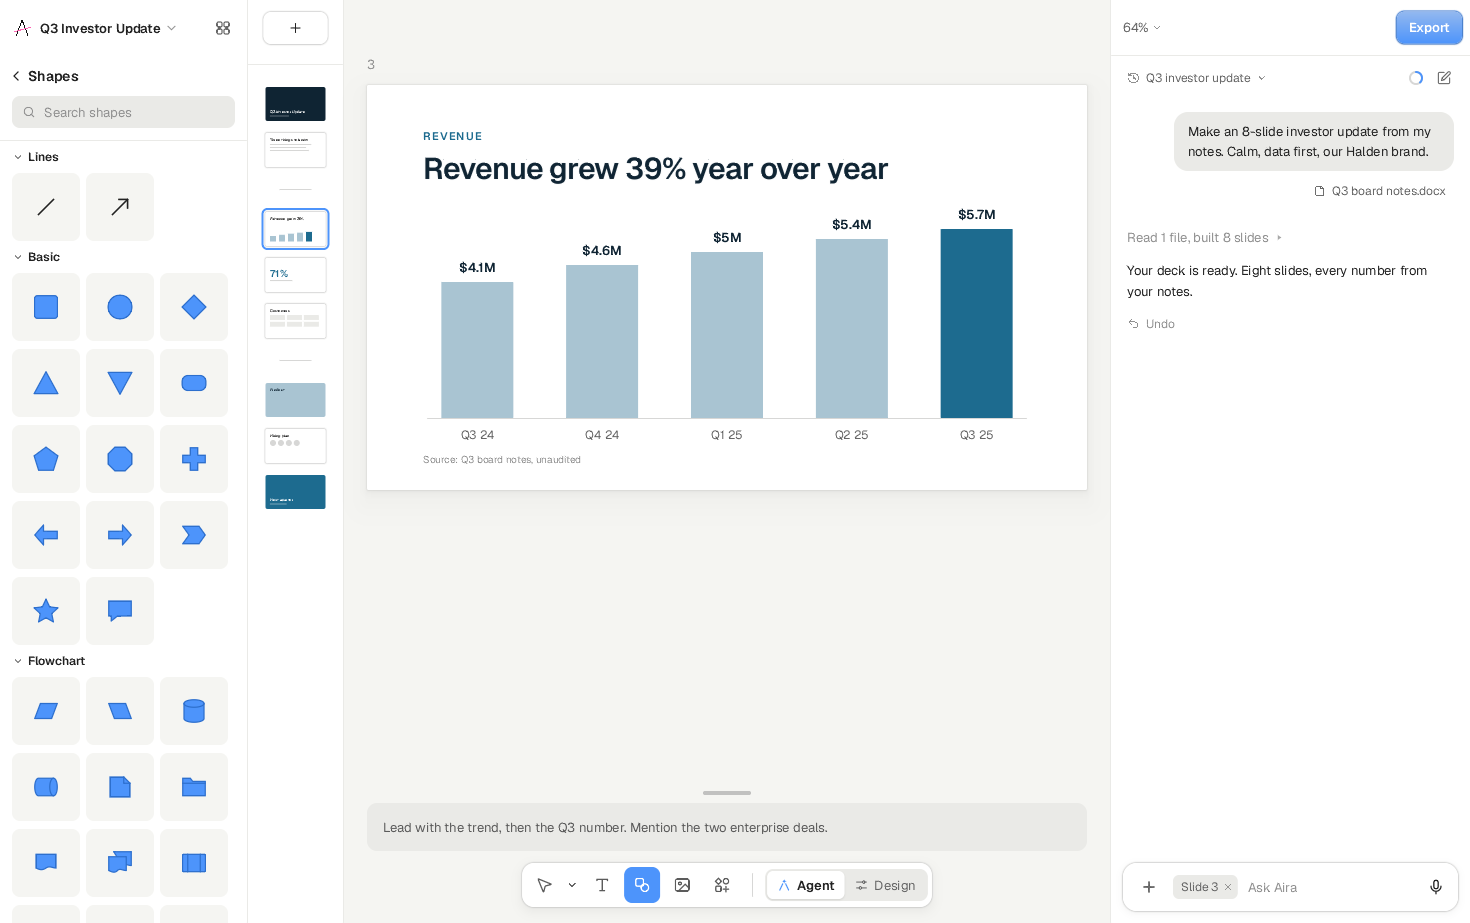 Q3 Investor Update
Shapes
Search shapes
Lines
Basic
Flowchart
Q3 Investor Update
71%
3
REVENUE
Revenue grew 39% year over year
$4.1M
$4.6M
$5M
$5.4M
$5.7M
Q3 24
Q4 24
Q1 25
Q2 25
Q3 25
Source: Q3 board notes, unaudited
Lead with the trend, then the Q3 number. Mention the two enterprise deals.
Agent
Design
64%
Export
Q3 investor update
Make an 8-slide investor update from my
notes. Calm, data first, our Halden brand.
Q3 board notes.docx
Read 1 file, built 8 slides
Your deck is ready. Eight slides, every number from
your notes.
Undo
Slide 3
Ask Aira